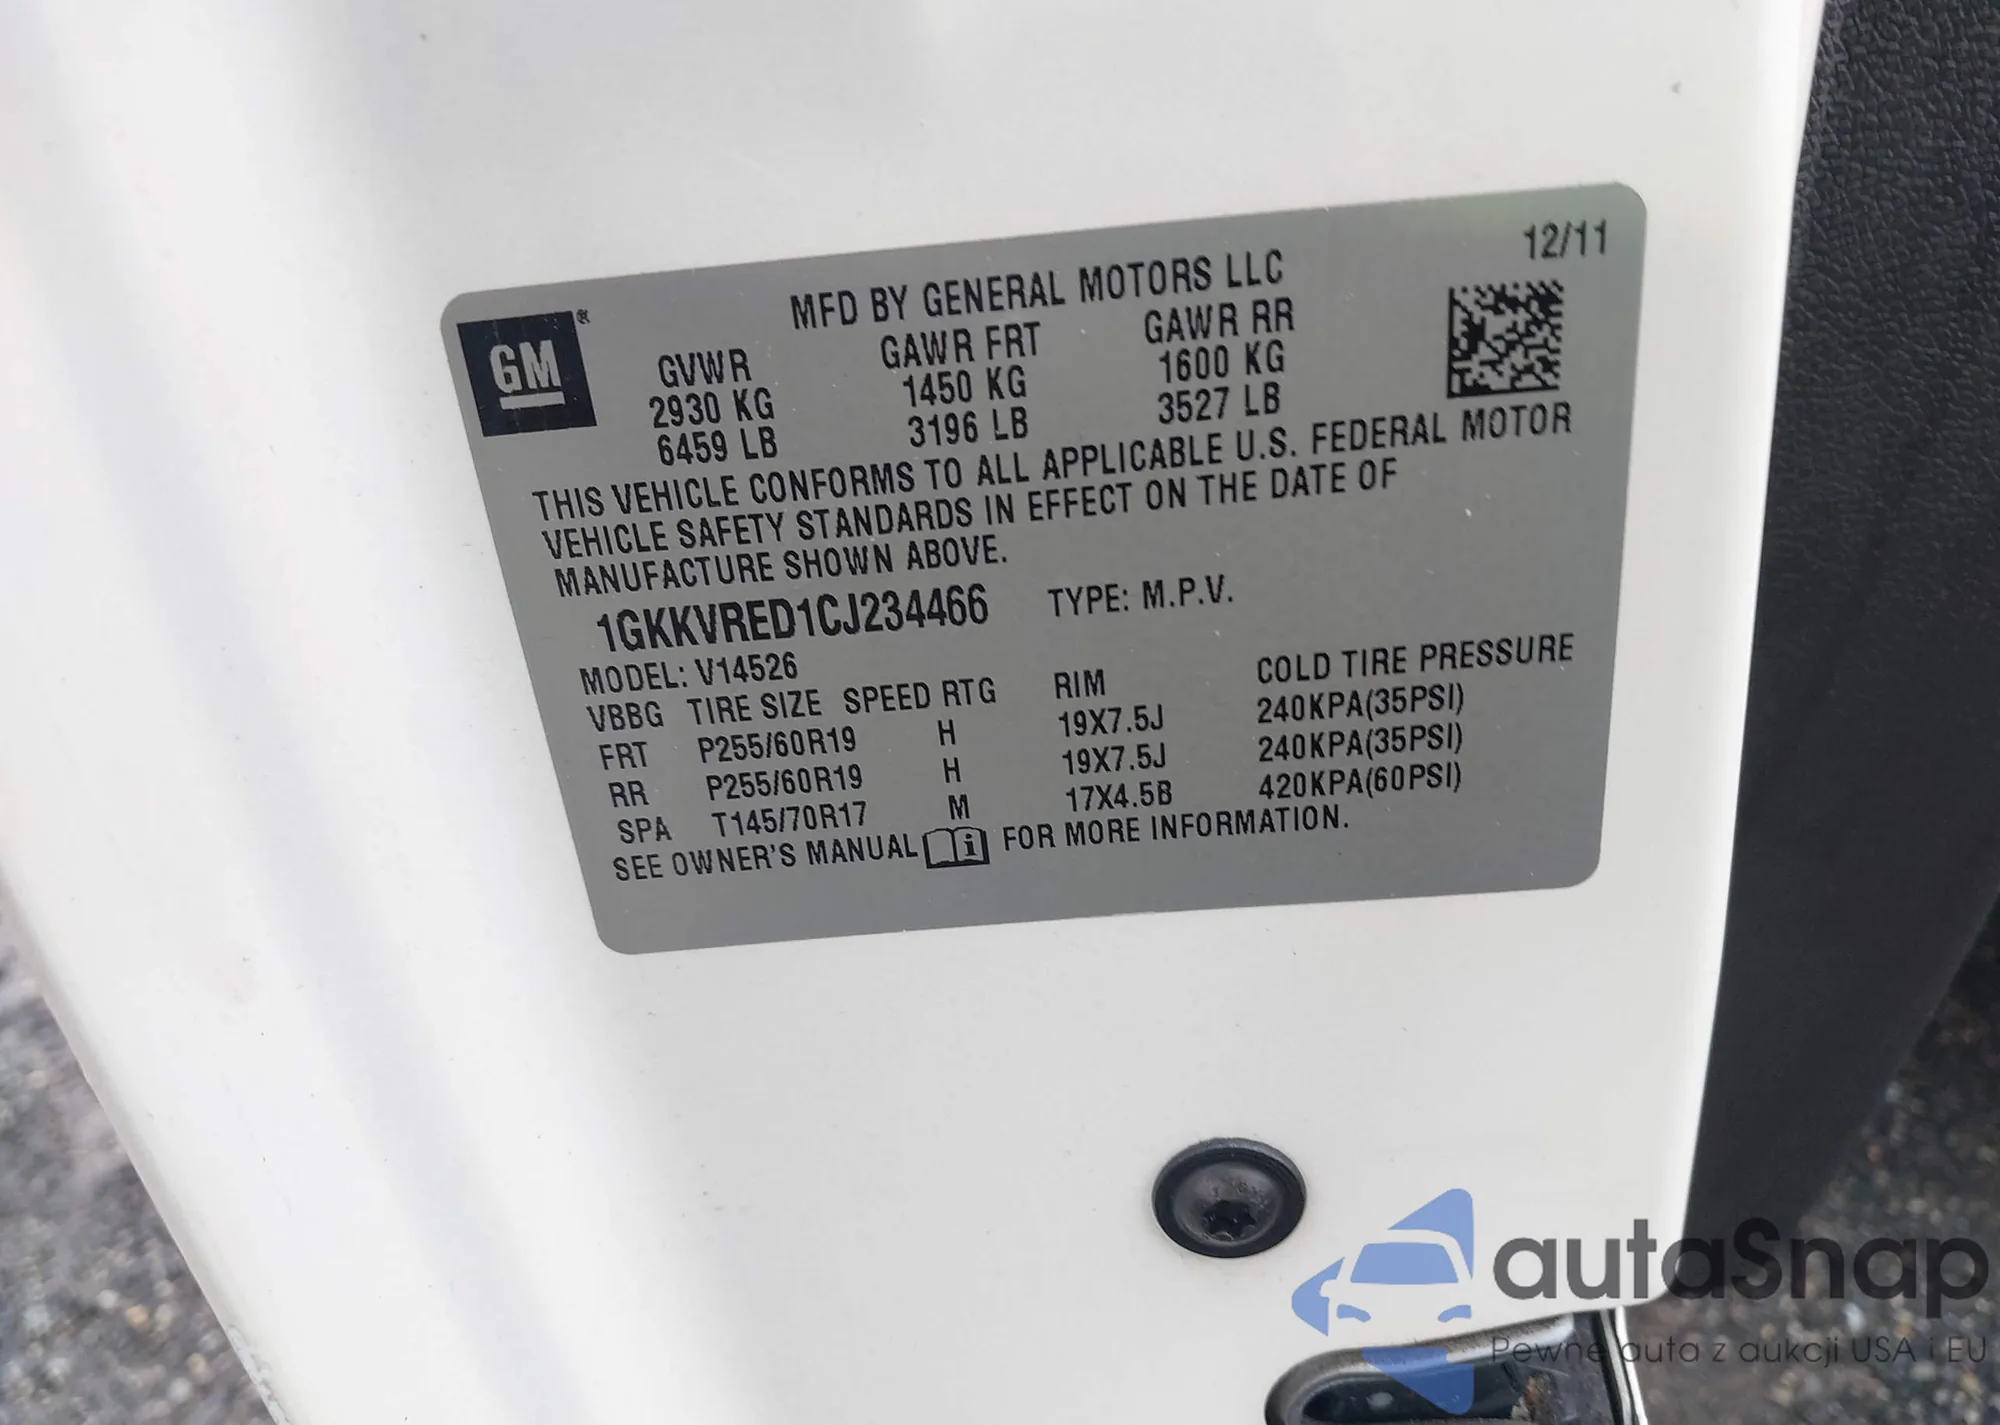 12/11
MFD BY GENERAL MOTORS LLC
GM®
GVWR GAWR FRT GAWR RR
2930 KG 1450 KG 1600 KG
6459 LB 3196 LB 3527 LB
THIS VEHICLE CONFORMS TO ALL APPLICABLE U.S. FEDERAL MOTOR
VEHICLE SAFETY STANDARDS IN EFFECT ON THE DATE OF
MANUFACTURE SHOWN ABOVE.
1GKKVRED1CJ234466 TYPE: M.P.V.
MODEL: V14526
VBBG TIRE SIZE SPEED RTG RIM COLD TIRE PRESSURE
FRT P255/60R19 H 19X7.5J 240KPA(35PSI)
RR P255/60R19 H 19X7.5J 240KPA(35PSI)
SPA T145/70R17 M 17X4.5B 420KPA(60PSI)
SEE OWNER'S MANUAL i FOR MORE INFORMATION.
autaSnap
Pewne auta z aukcji USA i EU